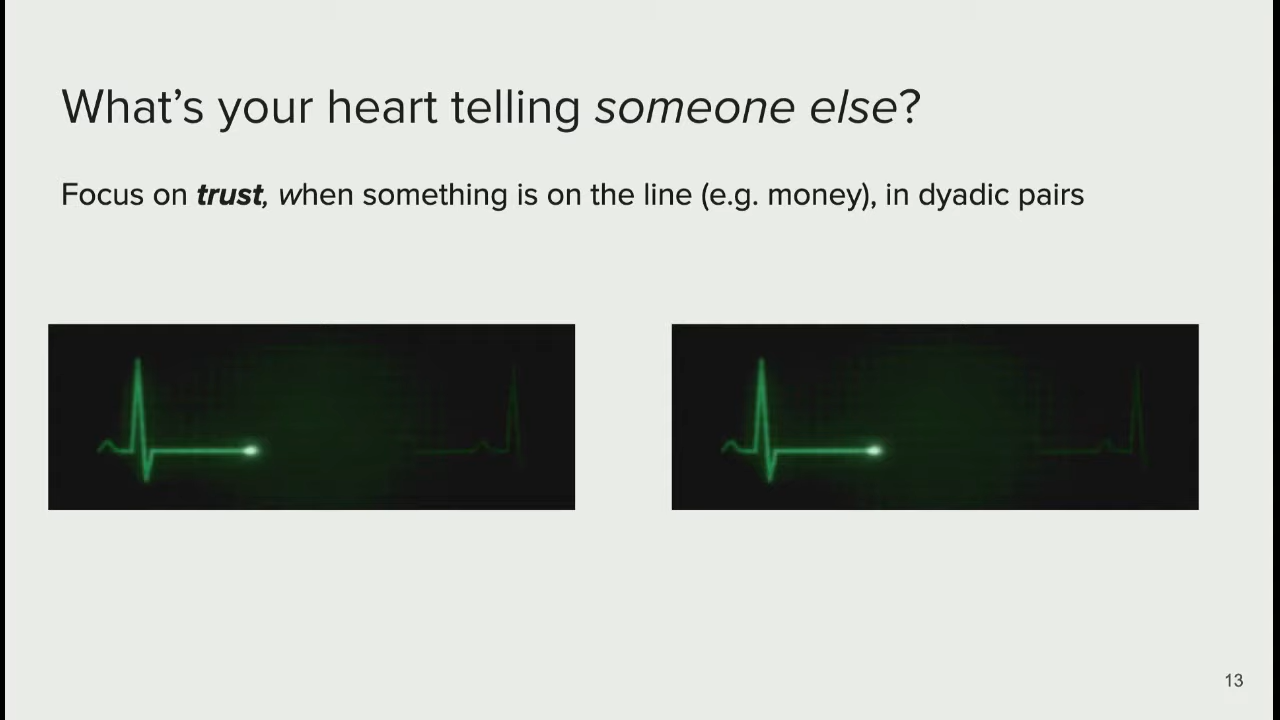 What’s your heart telling someone else?
Focus on trust, when something is on the line (e.g. money), in dyadic pairs
13